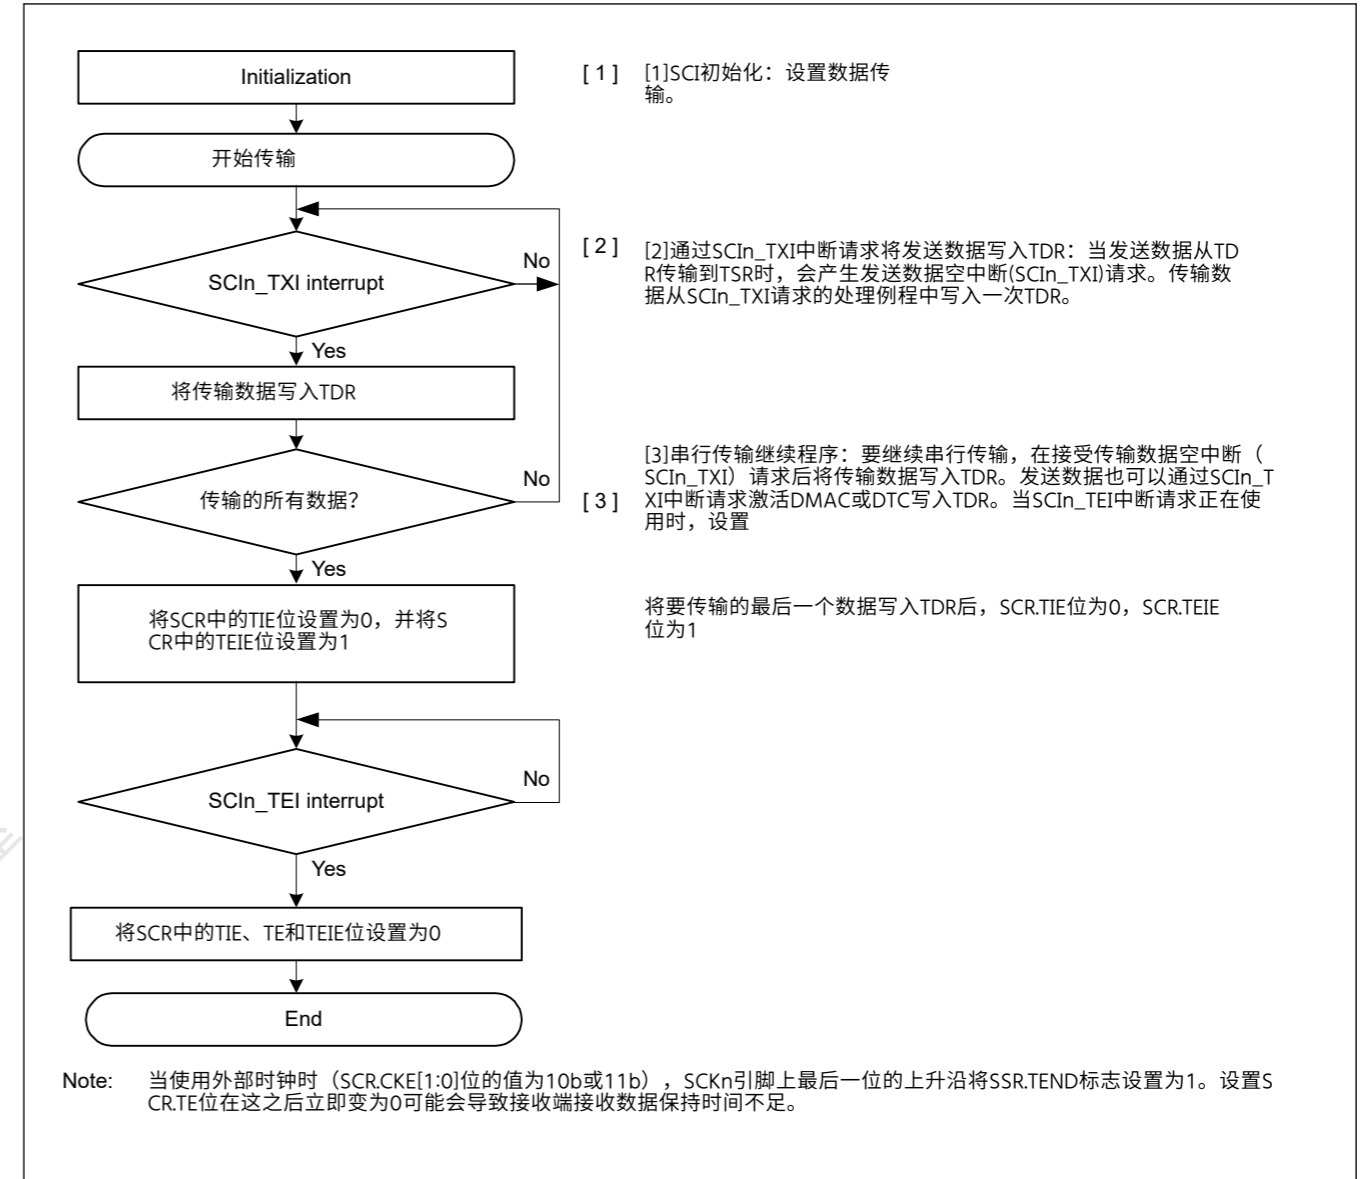 Initialization
[ 1 ]
[1]SCI初始化：设置数据传
输。
开始传输
SCIn_TXI interrupt
No
[ 2 ]
[2]通过SCIn_TXI中断请求将发送数据写入TDR：当发送数据从TD
R传输到TSR时，会产生发送数据空中断(SCIn_TXI)请求。传输数
据从SCIn_TXI请求的处理例程中写入一次TDR。
Yes
将传输数据写入TDR
传输的所有数据？
No
[ 3 ]
[3]串行传输继续程序：要继续串行传输，在接受传输数据空中断（
SCIn_TXI）请求后将传输数据写入TDR。发送数据也可以通过SCIn_T
XI中断请求激活DMAC或DTC写入TDR。当SCIn_TEI中断请求正在使
用时，设置
Yes
将SCR中的TIE位设置为0，并将S
CR中的TEIE位设置为1
将要传输的最后一个数据写入TDR后，SCR.TIE位为0，SCR.TEIE
位为1
SCIn_TEI interrupt
No
Yes
将SCR中的TIE、TE和TEIE位设置为0
End
Note: 当使用外部时钟时（SCR.CKE[1:0]位的值为10b或11b），SCKn引脚上最后一位的上升沿将SSR.TEND标志设置为1。设置S
CR.TE位在这之后立即变为0可能会导致接收端接收数据保持时间不足。